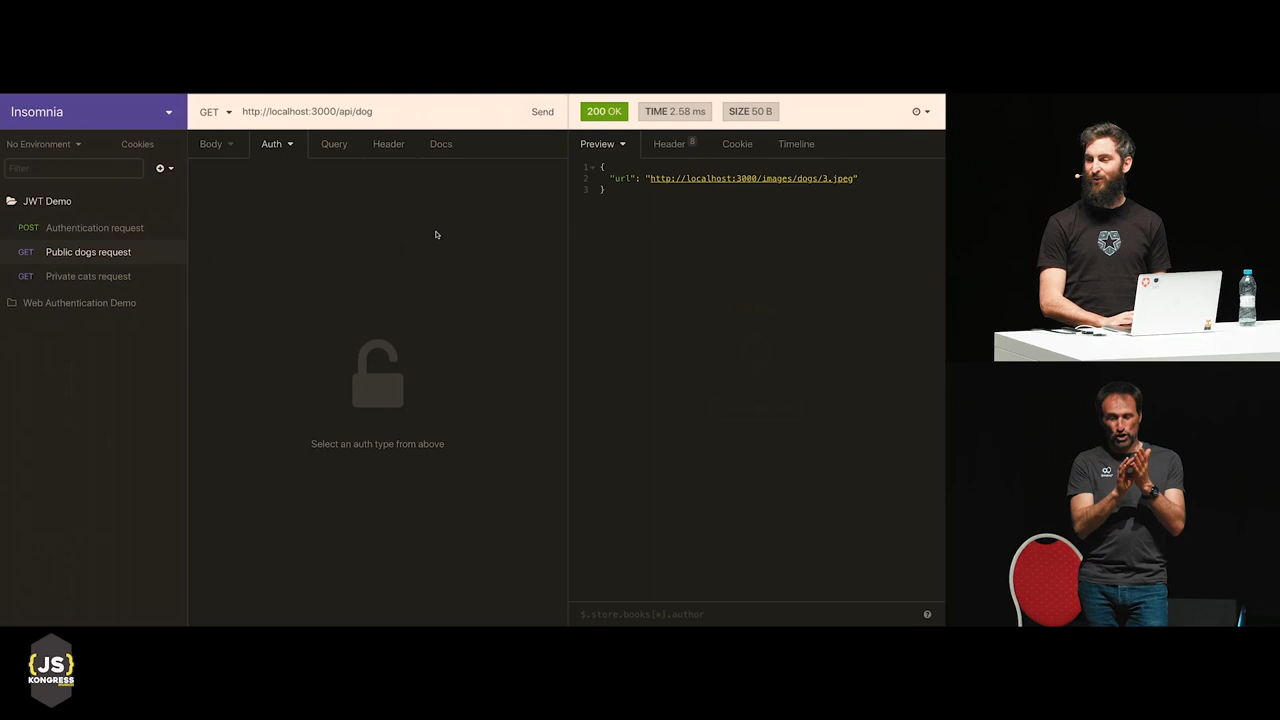 Insomnia
GET http://localhost:3000/api/dog Send
200 OK TIME 2.58 ms SIZE 50 B
No Environment Cookies
Body Auth Query Header Docs
Preview Header 8 Cookie Timeline
Filter
1 {
2 "url": "http://localhost:3000/images/dogs/3.jpeg"
3 }
JWT Demo
POST Authentication request
GET Public dogs request
GET Private cats request
Web Authentication Demo
Select an auth type from above
$.store.books[*].author
{JS}
KONGRESS